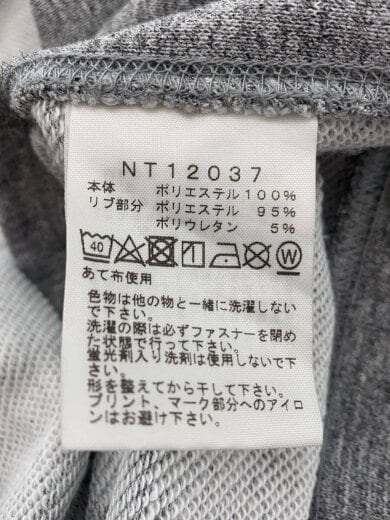 NT12037
本体 ポリエステル100%
リブ部分 ポリエステル 95%
ポリウレタン 5%
40 W
あて布使用
色物は他の物と一緒に洗濯しない
で下さい。
洗濯の際は必ずファスナーを閉め
た状態で行って下さい。
蛍光剤入り洗剤は使用しないで下
さい。
形を整えてから干して下さい。
プリント、マーク部分へのアイロ
ンはお避け下さい。